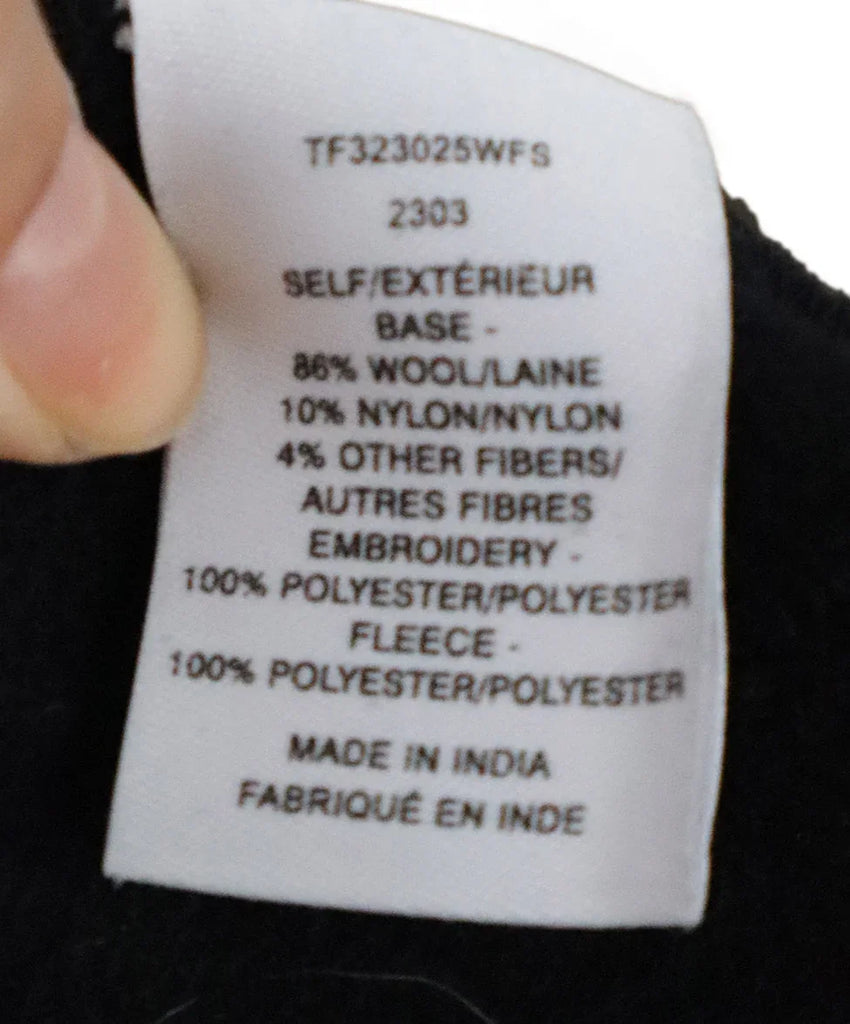 TF323025WFS
2303
SELF/EXTÉRIEUR
BASE -
86% WOOL/LAINE
10% NYLON/NYLON
4% OTHER FIBERS/
AUTRES FIBRES
EMBROIDERY -
100% POLYESTER/POLYESTER
FLEECE -
100% POLYESTER/POLYESTER
MADE IN INDIA
FABRIQUÉ EN INDE